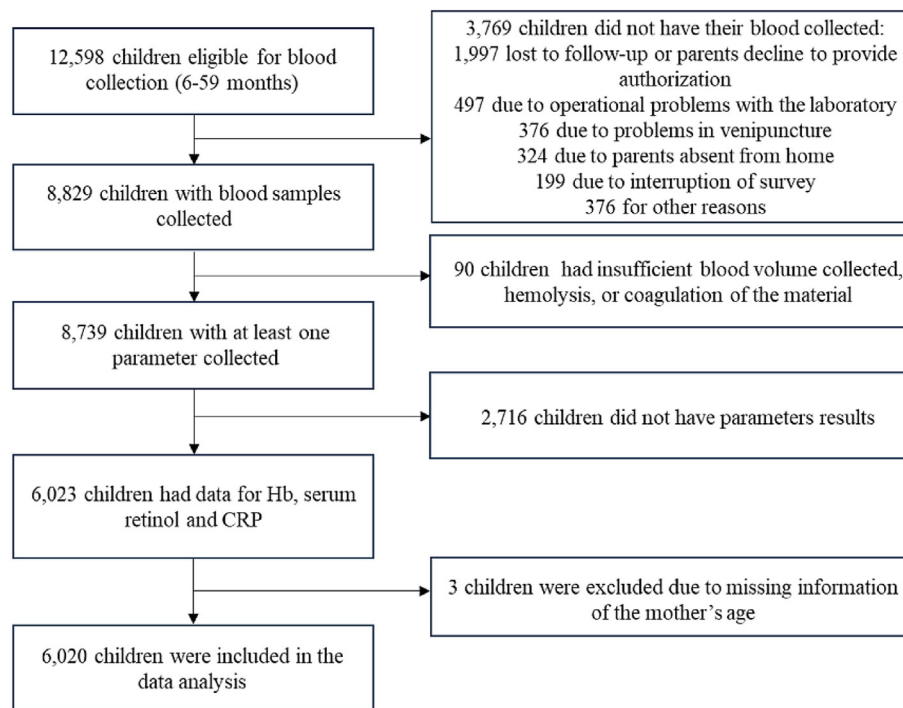 12,598 children eligible for blood
collection (6-59 months)
3,769 children did not have their blood collected:
1,997 lost to follow-up or parents decline to provide
authorization
497 due to operational problems with the laboratory
376 due to problems in venipuncture
324 due to parents absent from home
199 due to interruption of survey
376 for other reasons
8,829 children with blood samples
collected
90 children had insufficient blood volume collected,
hemolysis, or coagulation of the material
8,739 children with at least one
parameter collected
2,716 children did not have parameters results
6,023 children had data for Hb, serum
retinol and CRP
3 children were excluded due to missing information
of the mother's age
6,020 children were included in the
data analysis